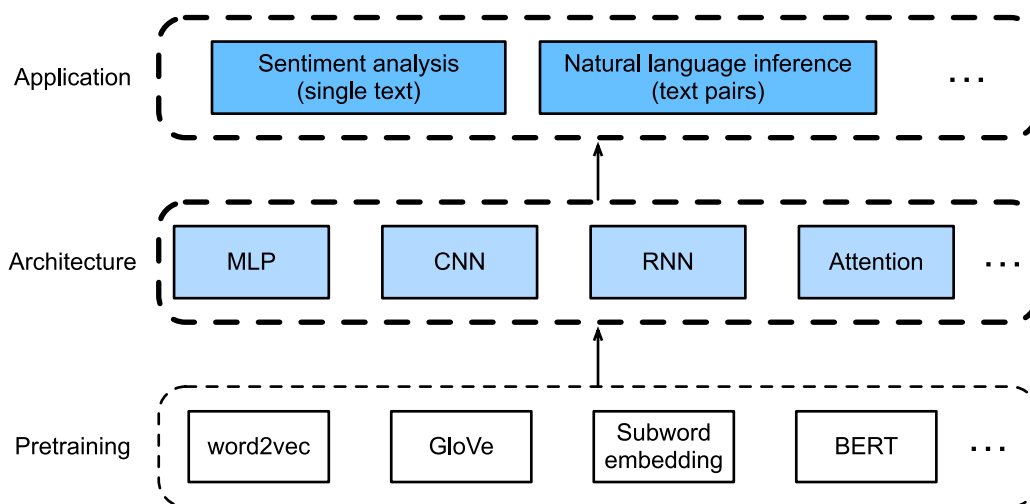 Application
Sentiment analysis
(single text)
Natural language inference
(text pairs)
...
Architecture
MLP
CNN
RNN
Attention
...
Pretraining
word2vec
GloVe
Subword
embedding
BERT
...